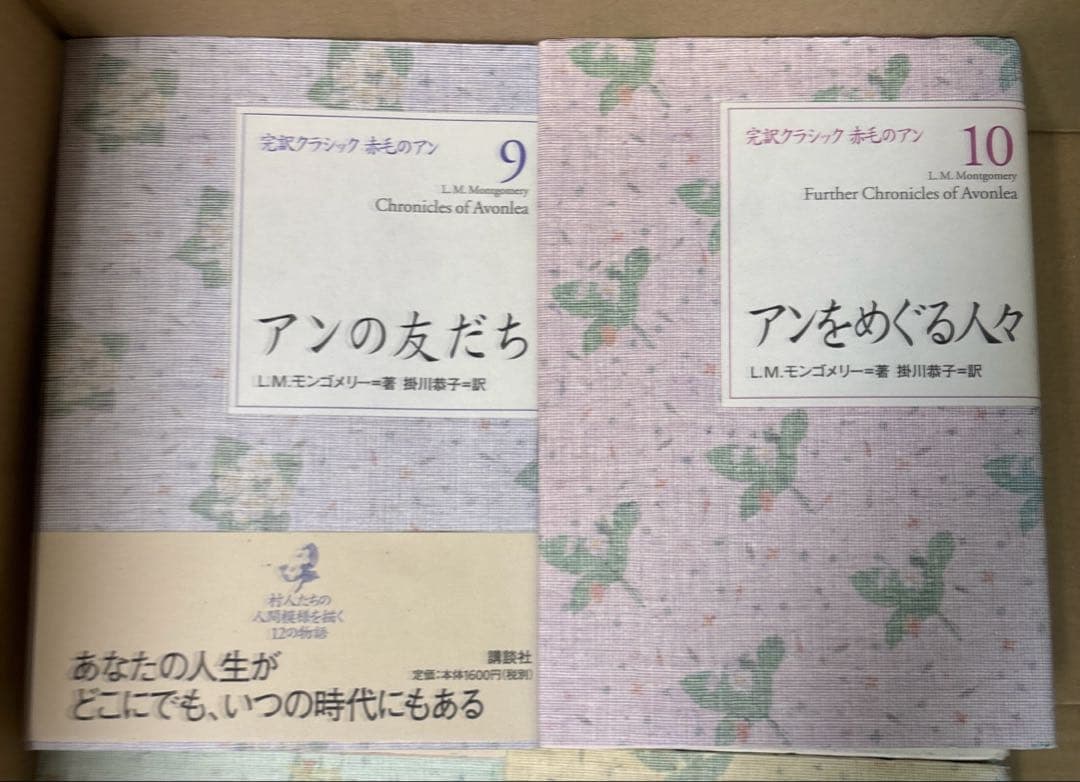 完訳クラシック 赤毛のアン 9
L. M. Montgomery
Chronicles of Avonlea
アンの友だち
L.M.モンゴメリー=著 掛川恭子=訳
村人たちの
人間模様を描く
12の物語
あなたの人生が
どこにでも、いつの時代にもある
講談社
定価:本体1600円(税別)
完訳クラシック 赤毛のアン 10
L. M. Montgomery
Further Chronicles of Avonlea
アンをめぐる人々
L.M.モンゴメリー=著 掛川恭子=訳